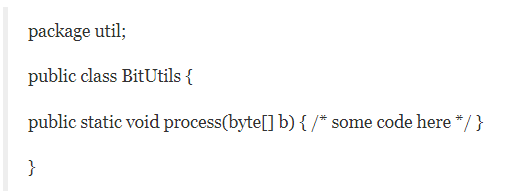 package util;
public class BitUtils {
public static void process(byte[] b) { /* some code here */ }
}